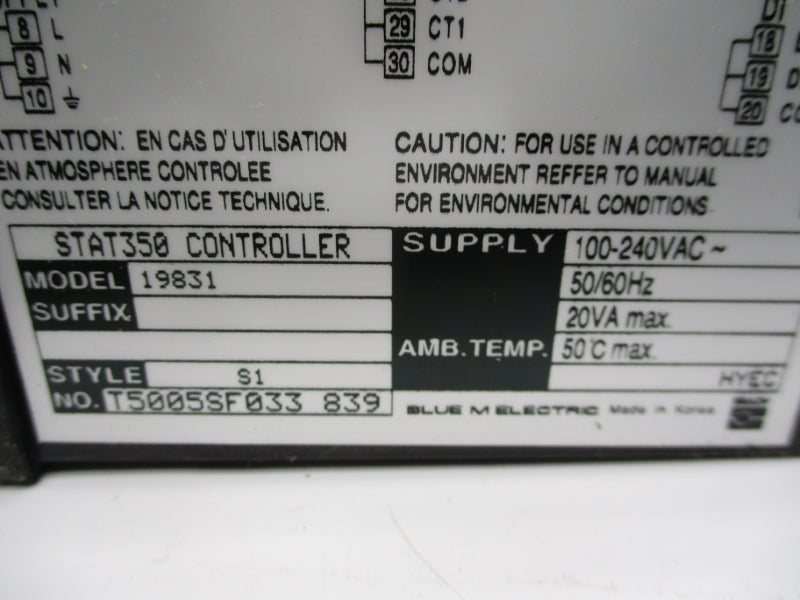 8 L
9 N
10
29 CT1
30 COM
18
19 D
20
ATTENTION: EN CAS D'UTILISATION
EN ATMOSPHERE CONTROLEE
CONSULTER LA NOTICE TECHNIQUE.
CAUTION: FOR USE IN A CONTROLLED
ENVIRONMENT REFFER TO MANUAL
FOR ENVIRONMENTAL CONDITIONS
STAT350 CONTROLLER
MODEL 19831
SUFFIX
STYLE S1
NO. T5005SF033 839
SUPPLY 100-240VAC ~
50/60Hz
20VA max.
AMB. TEMP. 50°C max.
HYEC
BLUE M ELECTRIC Made in Korea